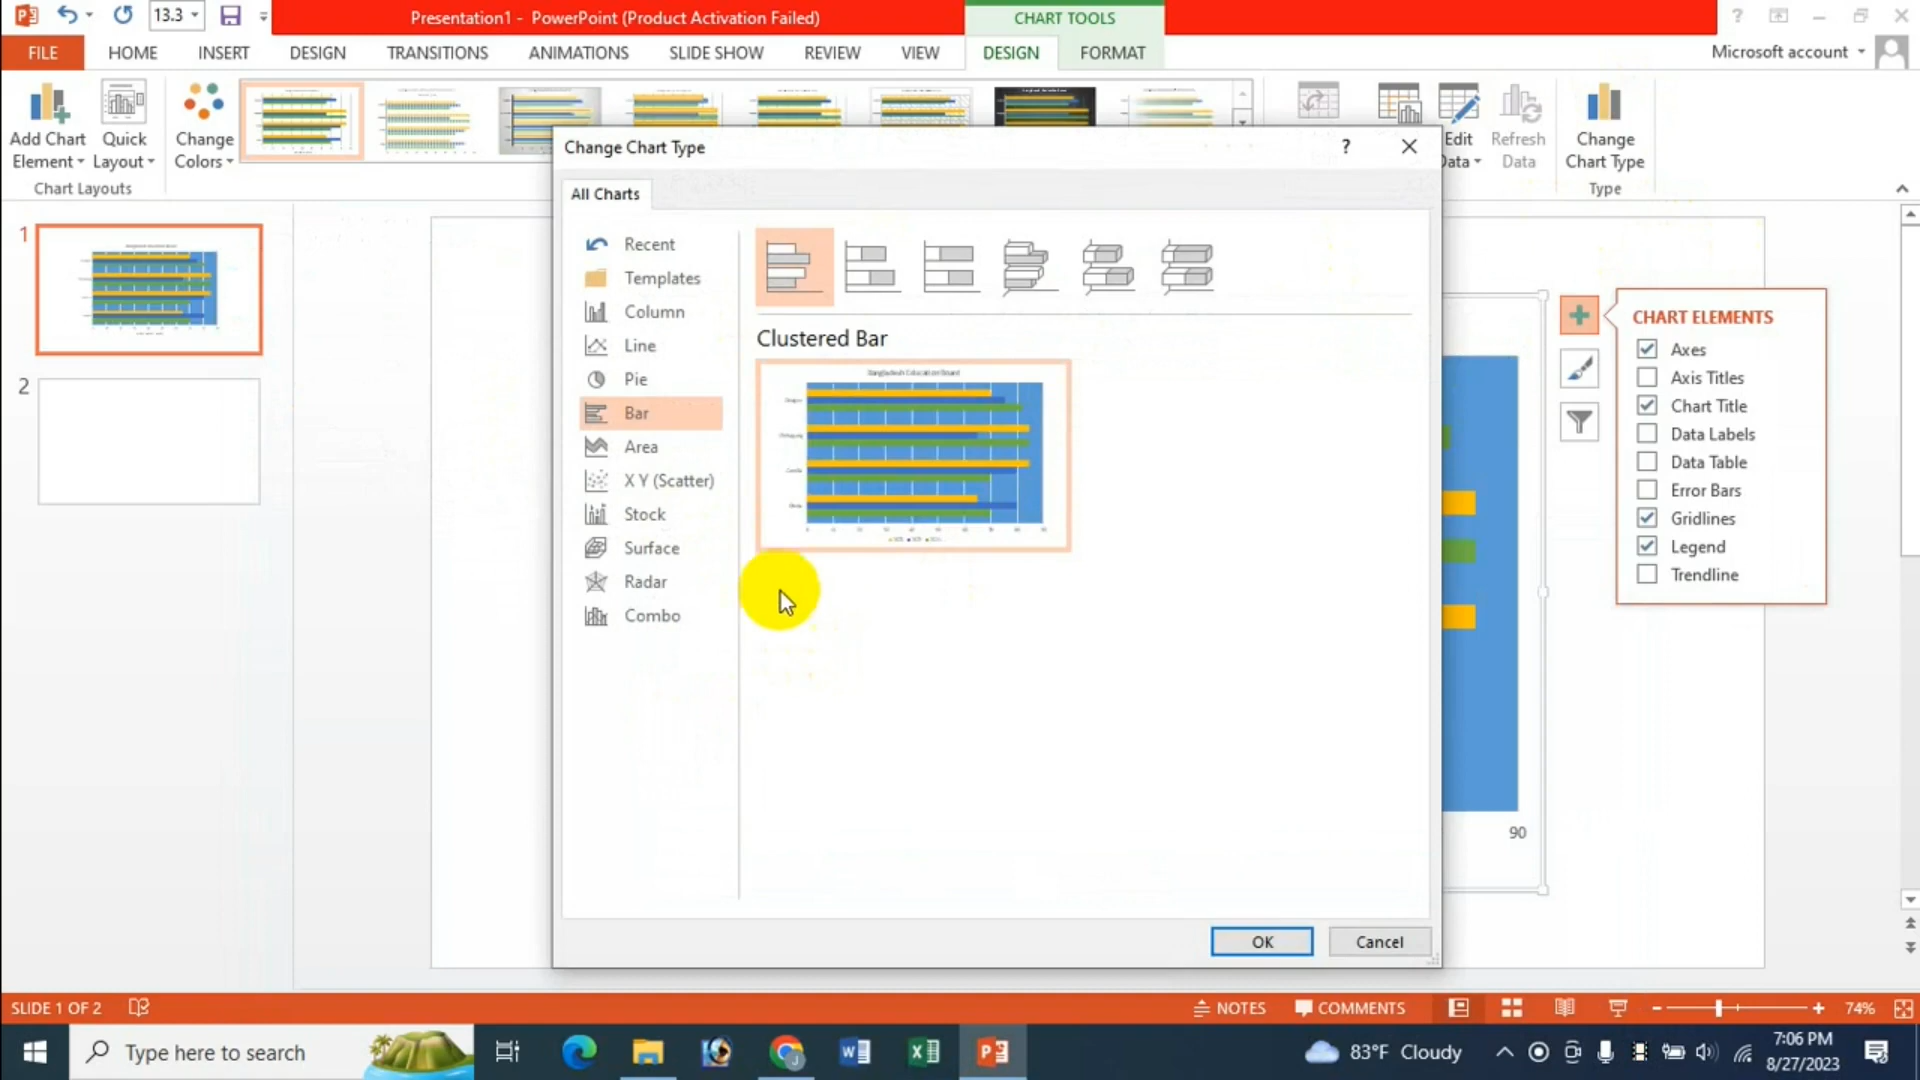 13.3
Presentation1 - PowerPoint (Product Activation Failed)
CHART TOOLS
FILE
HOME
INSERT
DESIGN
TRANSITIONS
ANIMATIONS
SLIDE SHOW
REVIEW
VIEW
DESIGN
FORMAT
Microsoft account
Add Chart
Element
Quick
Layout
Change
Colors
Edit
Data
Refresh
Data
Change
Chart Type
Chart Layouts
Type
Change Chart Type
?
All Charts
Recent
Templates
Column
Line
Pie
Bar
Area
X Y (Scatter)
Stock
Surface
Radar
Combo
Clustered Bar
Bangladesh Education Board
OK
Cancel
1
2
CHART ELEMENTS
Axes
Axis Titles
Chart Title
Data Labels
Data Table
Error Bars
Gridlines
Legend
Trendline
90
SLIDE 1 OF 2
NOTES
COMMENTS
74%
Type here to search
83°F Cloudy
7:06 PM
8/27/2023